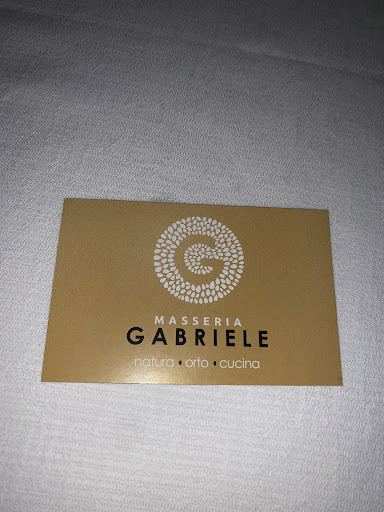 G
MASSERIA
GABRIELE
natura • orto • cucina